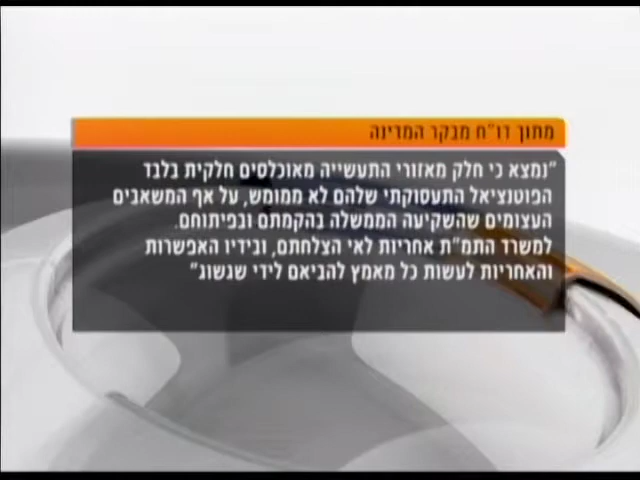 מתוך דו"ח מבקר המדינה
"נמצא כי חלק מאזורי התעשייה מאוכלסים חלקית בלבד
הפוטנציאל התעסוקתי שלהם לא ממומש, על אף המשאבים
העצומים שהשקיעה הממשלה בהקמתם ובפיתוחם.
למשרד התמ"ת אחריות לאי הצלחתם, ובידיו האפשרות
והאחריות לעשות כל מאמץ להביאם לידי שגשוג"